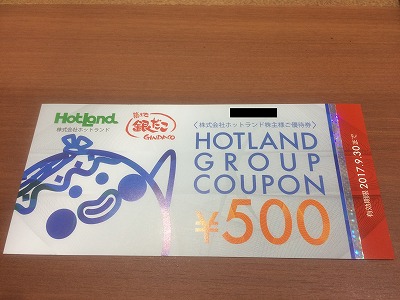 HotLand
株式会社ホットランド
築地
銀だこ
GINDACO
〈株式会社ホットランド株主様ご優待券〉
HOTLAND
GROUP
COUPON
¥500
有効期限 2017.9.30まで